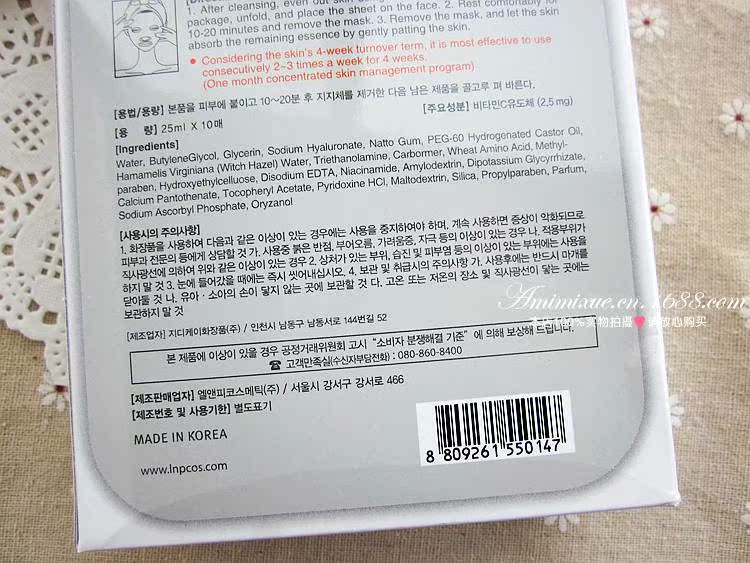 1. After cleansing, even out skin
package, unfold, and place the sheet on the face. 2. Rest comfortably for
10-20 minutes and remove the mask. 3. Remove the mask, and let the skin
absorb the remaining essence by gently patting the skin.
• Considering the skin's 4-week turnover term, it is most effective to use
consecutively 2~3 times a week for 4 weeks.
(One month concentrated skin management program)
[용법/용량] 본품을 피부에 붙이고 10~20분 후 지지체를 제거한 다음 남은 제품을 골고루 펴 바른다.
[용 량] 25ml X 10매 [주요성분] 비타민C유도체 (2,5mg)
[Ingredients]
Water, ButyleneGlycol, Glycerin, Sodium Hyaluronate, Natto Gum, PEG-60 Hydrogenated Castor Oil,
Hamamelis Virginiana (Witch Hazel) Water, Triethanolamine, Carbormer, Wheat Amino Acid, Methyl-
paraben, Hydroxyethylcelluose, Disodium EDTA, Niacinamide, Amylodextrin, Dipotassium Glycyrrhizate,
Calcium Pantothenate, Tocopheryl Acetate, Pyridoxine HCl, Maltodextrin, Silica, Propylparaben, Parfum,
Sodium Ascorbyl Phosphate, Oryzanol
[사용시의 주의사항]
1. 화장품을 사용하여 다음과 같은 이상이 있는 경우에는 사용을 중지하여야 하며, 계속 사용하면 증상이 악화되므로
피부과 전문의 등에게 상담할 것 가. 사용중 붉은 반점, 부어오름, 가려움증, 자극 등의 이상이 있는 경우 나. 적용부위가
직사광선에 의하여 위와 같은 이상이 있는 경우 2. 상처가 있는 부위, 습진 및 피부염 등의 이상이 있는 부위에는 사용을
하지 말 것 3. 눈에 들어갔을 때에는 즉시 씻어내십시오. 4. 보관 및 취급시의 주의사항 가. 사용후에는 반드시 마개를
닫아둘 것 나. 유아 · 소아의 손이 닿지 않는 곳에 보관할 것 다. 고온 또는 저온의 장소 및 직사광선이 닿는 곳에는
보관하지 말 것
Amimixue.cn.1688.com
100%实物拍摄❤请放心购买
[제조업자] 지디케이화장품(주) / 인천시 남동구 남동서로 144번길 52
본 제품에 이상이 있을 경우 공정거래위원회 고시 "소비자 분쟁해결 기준" 에 의해 보상해 드립니다.
☎ 고객만족실(수신자부담전화) : 080-860-8400
[제조판매업자] 엘앤피코스메틱(주) / 서울시 강서구 강서로 466
[제조번호 및 사용기한] 별도표기
MADE IN KOREA
8 809261 550147
www.lnpcos.com